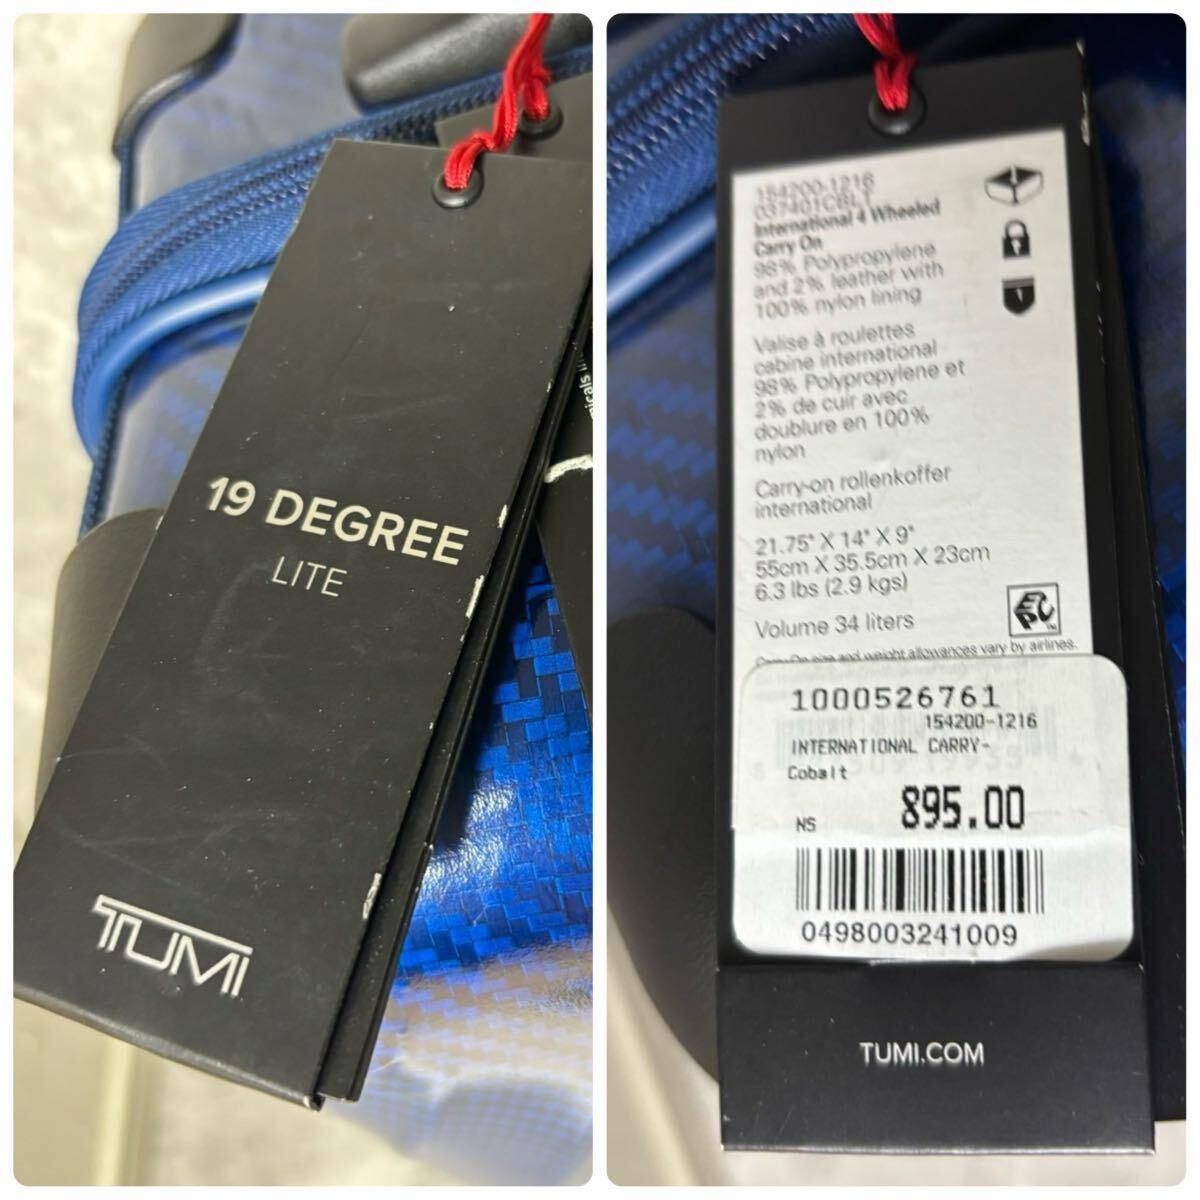 19 DEGREE
LITE
TUMI
micals
154200-1216
037401CBLT
International 4 Wheeled
Carry On
98% Polypropylene
and 2% leather with
100% nylon lining
Valise à roulettes
cabine international
98% Polypropylene et
2% de cuir avec
doublure en 100%
nylon
Carry-on rollenkoffer
international
21.75" X 14" X 9"
55cm X 35.5cm X 23cm
6.3 lbs (2.9 kgs)
Volume 34 liters
Carry-On size and weight allowances vary by airlines.
1000526761
154200-1216
INTERNATIONAL CARRY-
Cobalt
NS 895.00
0498003241009
TUMI.COM